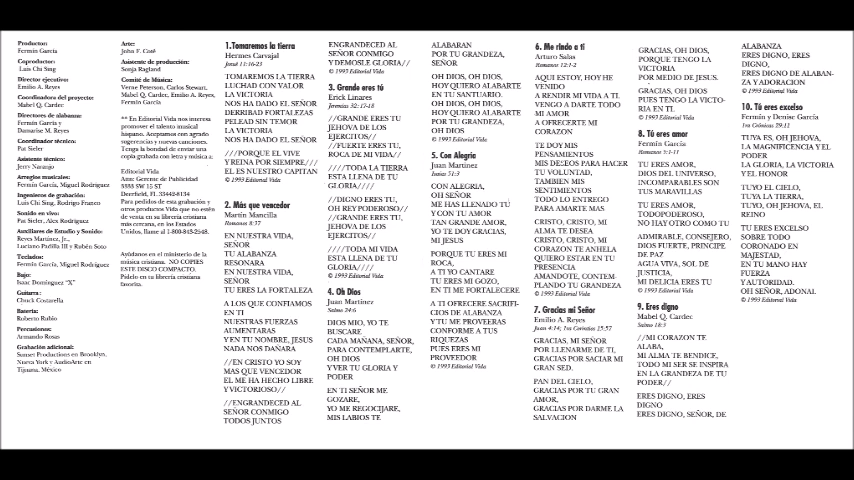 Productor:
Fermín García
Coproductor:
Luis Chi Sing
Director ejecutivo:
Emilio A. Reyes
Coordinadora del proyecto:
Mabel Q. Cardec
Directores de alabanza:
Fermín García y
Damarise M. Reyes
Coordinador técnico:
Pat Sieler
Asistente técnico:
Jerry Naranjo
Arreglos musicales:
Fermín García, Miguel Rodríguez
Ingenieros de grabación:
Luis Chi Sing, Rodrigo Franco
Sonido en vivo:
Pat Sieler, Alex Rodríguez
Auxiliares de Estudio y Sonido:
Reyes Martínez, Jr.,
Luciano Padilla III y Rubén Soto
Teclados:
Fermín García, Miguel Rodríguez
Bajo:
Isaac Domínguez "X"
Guitarra:
Chuck Costarella
Batería:
Roberto Rubio
Percusiones:
Armando Rosas
Grabación adicional:
Sunset Productions en Brooklyn,
Nueva York y AudioArte en
Tijuana, México
Arte:
John F. Coté
Asistente de producción:
Sonja Ragland
Comité de Música:
Verne Peterson, Carlos Stewart,
Mabel Q. Cardec, Emilio A. Reyes,
Fermín García
** En Editorial Vida nos interesa
promover el talento musical
hispano. Aceptamos con agrado
sugerencias y nuevas canciones.
Tenga la bondad de enviar una
copia grabada con letra y música a:
Editorial Vida
Attn: Gerente de Publicidad
SW 15 ST
Deerfield, FL 33442-8134
Para pedidos de esta grabación y
otros productos Vida que no estén
de venta en su librería cristiana
más cercana, en los Estados
Unidos, llame al 1-800-843-2548.
Ayúdanos en el ministerio de la
música cristiana. NO COPIES
ESTE DISCO COMPACTO.
Pídelo en su librería cristiana
favorita.
1.Tomaremos la tierra
Hermes Carvajal
Josué 11:16-23
TOMAREMOS LA TIERRA
LUCHAD CON VALOR
LA VICTORIA
NOS HA DADO EL SEÑOR
DERRIBAD FORTALEZAS
PELEAD SIN TEMOR
LA VICTORIA
NOS HA DADO EL SEÑOR
///PORQUE EL VIVE
Y REINA POR SIEMPRE///
EL ES NUESTRO CAPITAN
© 1993 Editorial Vida
2. Más que vencedor
Martín Mancilla
Romanos 8:37
EN NUESTRA VIDA,
SEÑOR
TU ALABANZA
RESONARA
EN NUESTRA VIDA,
SEÑOR
TU ERES LA FORTALEZA
A LOS QUE CONFIAMOS
EN TI
NUESTRAS FUERZAS
AUMENTARAS
Y EN TU NOMBRE, JESUS
NADA NOS DAÑARA
//EN CRISTO YO SOY
MAS QUE VENCEDOR
EL ME HA HECHO LIBRE
Y VICTORIOSO//
//ENGRANDECED AL
SEÑOR CONMIGO
TODOS JUNTOS
ENGRANDECED AL
SEÑOR CONMIGO
Y DEMOSLE GLORIA//
© 1993 Editorial Vida
3. Grande eres tú
Erick Linares
Jeremías 32:17-18
//GRANDE ERES TU
JEHOVA DE LOS
EJERCITOS//
//FUERTE ERES TU,
ROCA DE MI VIDA//
////TODA LA TIERRA
ESTA LLENA DE TU
GLORIA////
//DIGNO ERES TU,
OH REY PODEROSO//
//GRANDE ERES TU,
JEHOVA DE LOS
EJERCITOS//
////TODA MI VIDA
ESTA LLENA DE TU
GLORIA////
© 1993 Editorial Vida
4. Oh Dios
Juan Martínez
Salmo 24:6
DIOS MIO, YO TE
BUSCARE
CADA MAÑANA, SEÑOR,
PARA CONTEMPLARTE,
OH DIOS
Y VER TU GLORIA Y
PODER
EN TI SEÑOR ME
GOZARE,
YO ME REGOCIJARE,
MIS LABIOS TE
ALABARAN
POR TU GRANDEZA,
SEÑOR
OH DIOS, OH DIOS,
HOY QUIERO ALABARTE
EN TU SANTUARIO.
OH DIOS, OH DIOS,
HOY QUIERO ALABARTE
POR TU GRANDEZA,
OH DIOS
© 1993 Editorial Vida
5. Con Alegría
Juan Martínez
Isaías 51:3
CON ALEGRIA,
OH SEÑOR
ME HAS LLENADO TÚ
Y CON TU AMOR
TAN GRANDE AMOR,
YO TE DOY GRACIAS,
MI JESUS
PORQUE TU ERES MI
ROCA,
A TI YO CANTARE
TU ERES MI GOZO,
EN TI ME FORTALECERE
A TI OFRECERE SACRIFI-
CIOS DE ALABANZA
Y TU ME PROVEERAS
CONFORME A TUS
RIQUEZAS
PUES ERES MI
PROVEEDOR
© 1993 Editorial Vida
6. Me rindo a ti
Arturo Salas
Romanos 12:1-2
AQUI ESTOY, HOY HE
VENIDO
A RENDIR MI VIDA A TI.
VENGO A DARTE TODO
MI AMOR
A OFRECERTE MI
CORAZON
TE DOY MIS
PENSAMIENTOS
MIS DESEOS PARA HACER
TU VOLUNTAD,
TAMBIEN MIS
SENTIMIENTOS
TODO LO ENTREGO
PARA AMARTE MAS
CRISTO, CRISTO, MI
ALMA TE DESEA
CRISTO, CRISTO, MI
CORAZON TE ANHELA
QUIERO ESTAR EN TU
PRESENCIA
AMANDOTE, CONTEM-
PLANDO TU GRANDEZA
© 1993 Editorial Vida
7. Gracias mi Señor
Emilio A. Reyes
Juan 4:14; 1ra Corintios 15:57
GRACIAS, MI SEÑOR
POR LLENARME DE TI,
GRACIAS POR SACIAR MI
GRAN SED.
PAN DEL CIELO,
GRACIAS POR TU GRAN
AMOR,
GRACIAS POR DARME LA
SALVACION
GRACIAS, OH DIOS,
PORQUE TENGO LA
VICTORIA
POR MEDIO DE JESUS.
GRACIAS, OH DIOS
PUES TENGO LA VICTO-
RIA EN TI.
© 1993 Editorial Vida
8. Tú eres amor
Fermín García
Romanos 5:1-11
TU ERES AMOR,
DIOS DEL UNIVERSO,
INCOMPARABLES SON
TUS MARAVILLAS
TU ERES AMOR,
TODOPODEROSO,
NO HAY OTRO COMO TU
ADMIRABLE, CONSEJERO,
DIOS FUERTE, PRINCIPE
DE PAZ
AGUA VIVA, SOL DE
JUSTICIA,
MI DELICIA ERES TU
© 1993 Editorial Vida
9. Eres digno
Mabel Q. Cardec
Salmo 18:3
//MI CORAZON TE
ALABA,
MI ALMA TE BENDICE,
TODO MI SER SE INSPIRA
EN LA GRANDEZA DE TU
PODER//
ERES DIGNO, ERES
DIGNO
ERES DIGNO, SEÑOR, DE
ALABANZA
ERES DIGNO, ERES
DIGNO,
ERES DIGNO DE ALABAN-
ZA Y ADORACION
© 1993 Editorial Vida
10. Tú eres excelso
Fermín y Denise García
1ra Crónicas 29:11
TUYA ES, OH JEHOVA,
LA MAGNIFICENCIA Y EL
PODER
LA GLORIA, LA VICTORIA
Y EL HONOR
TUYO EL CIELO,
TUYA LA TIERRA,
TUYO, OH JEHOVA, EL
REINO
TU ERES EXCELSO
SOBRE TODO
CORONADO EN
MAJESTAD,
EN TU MANO HAY
FUERZA
Y AUTORIDAD.
OH SEÑOR, ADONAI.
© 1993 Editorial Vida